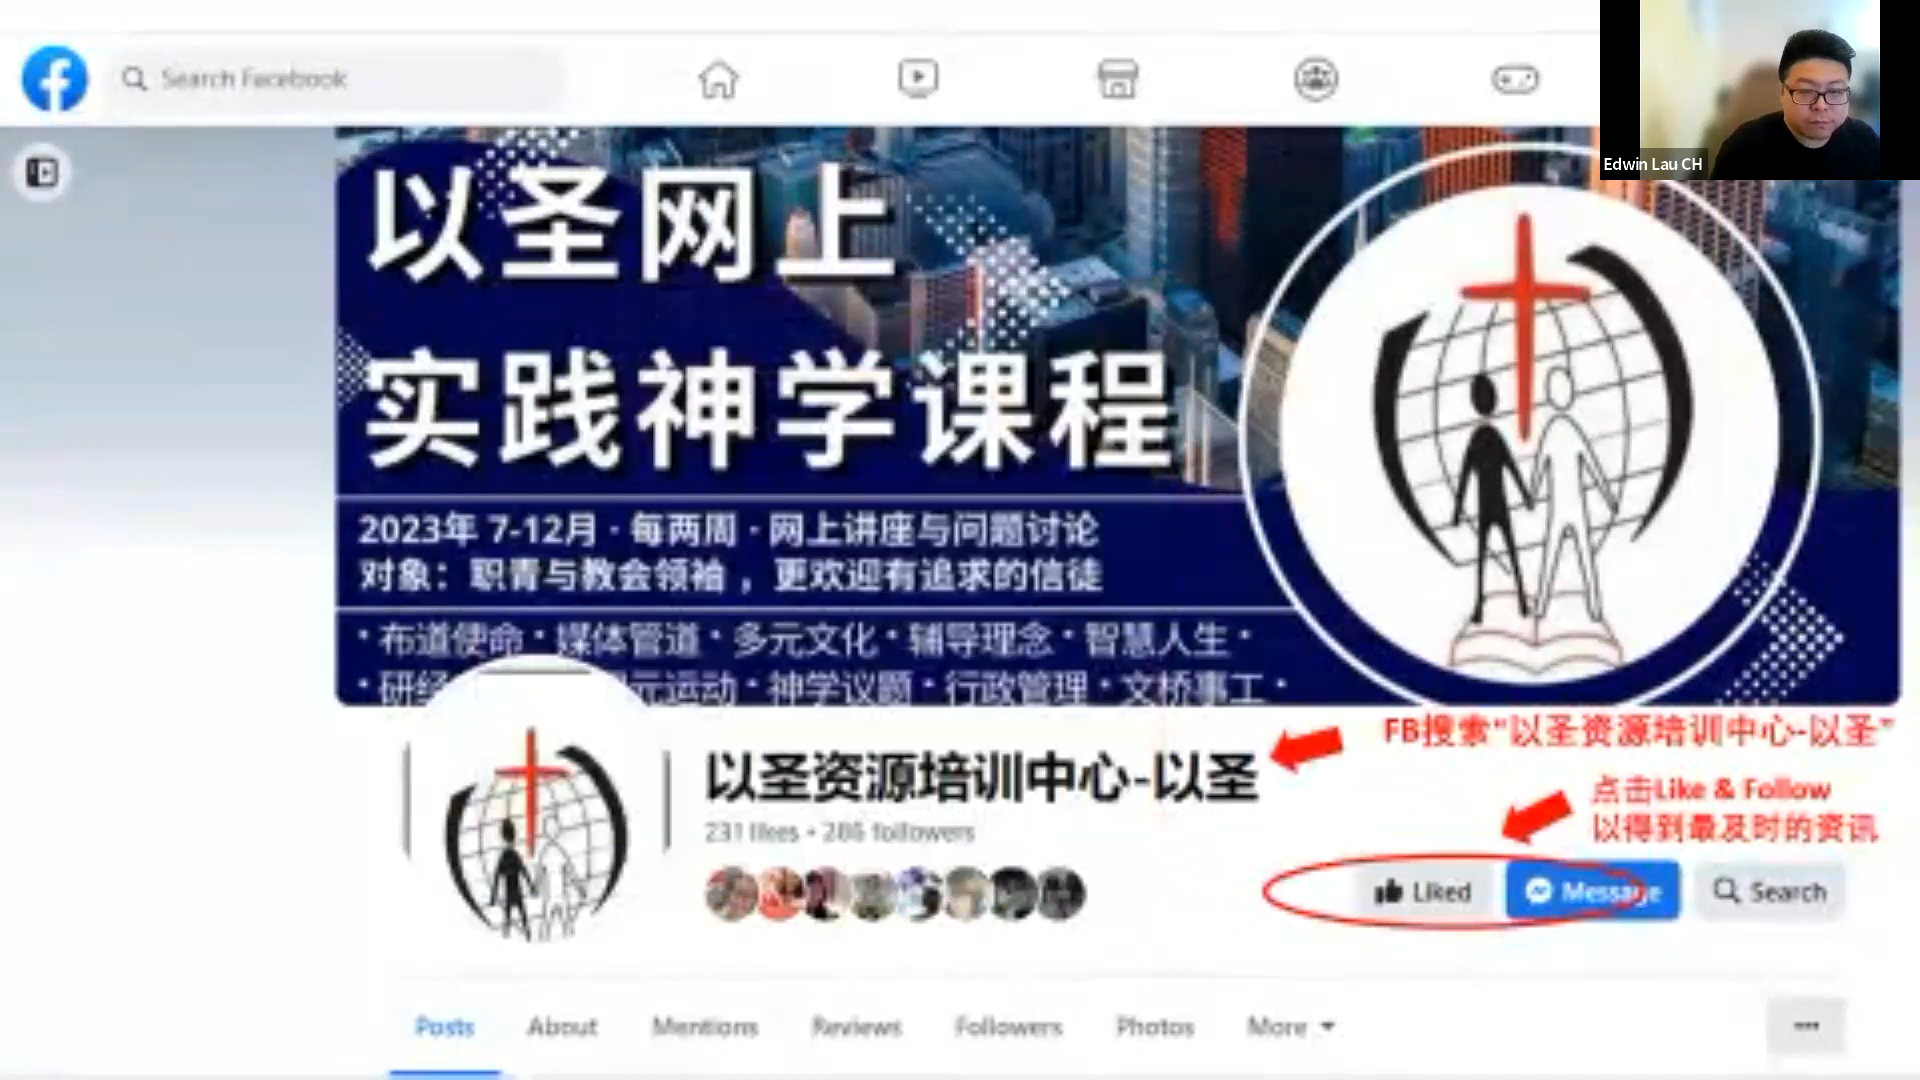 Search Facebook
Edwin Lau CH
以圣网上
实践神学课程
2023年 7-12月 · 每两周 · 网上讲座与问题讨论
对象：职青与教会领袖，更欢迎有追求的信徒
· 布道使命 · 媒体管道 · 多元文化 · 辅导理念 · 智慧人生 ·
· 研经 元运动 · 神学议题 · 行政管理 · 文桥事工 ·
FB搜索“以圣资源培训中心-以圣”
以圣资源培训中心-以圣
点击Like & Follow
以得到最及时的资讯
231 likes • 286 followers
Liked
Message
Search
Posts
About
Mentions
Reviews
Followers
Photos
More